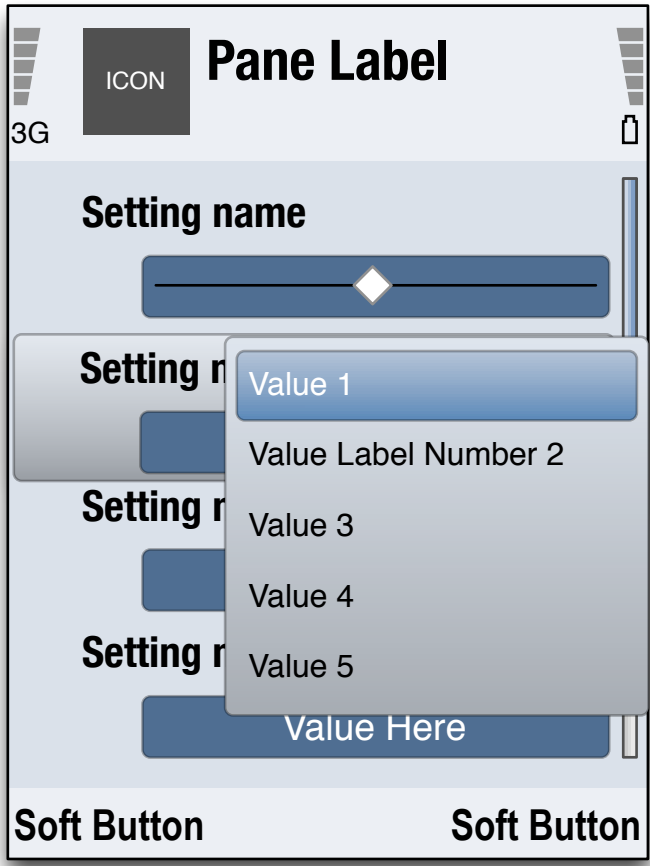 ICON
Pane Label
3G
Setting name
Setting n
Value 1
Value Label Number 2
Setting n
Value 3
Value 4
Setting n
Value 5
Value Here
Soft Button
Soft Button